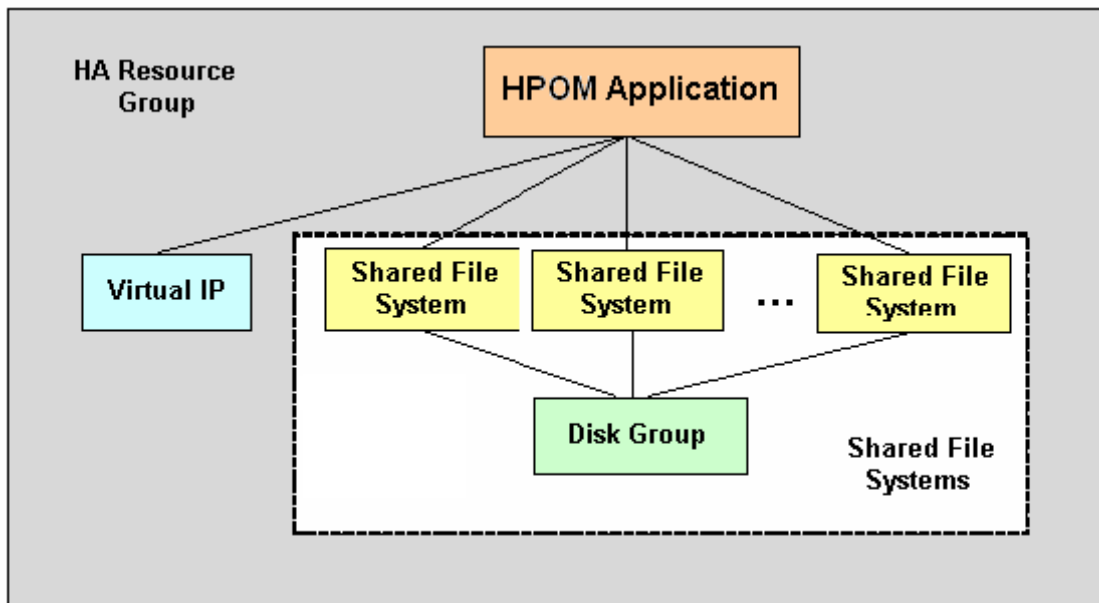 HA Resource
Group
HPOM Application
Virtual IP
Shared File
System
Shared File
System
...
Shared File
System
Disk Group
Shared File
Systems